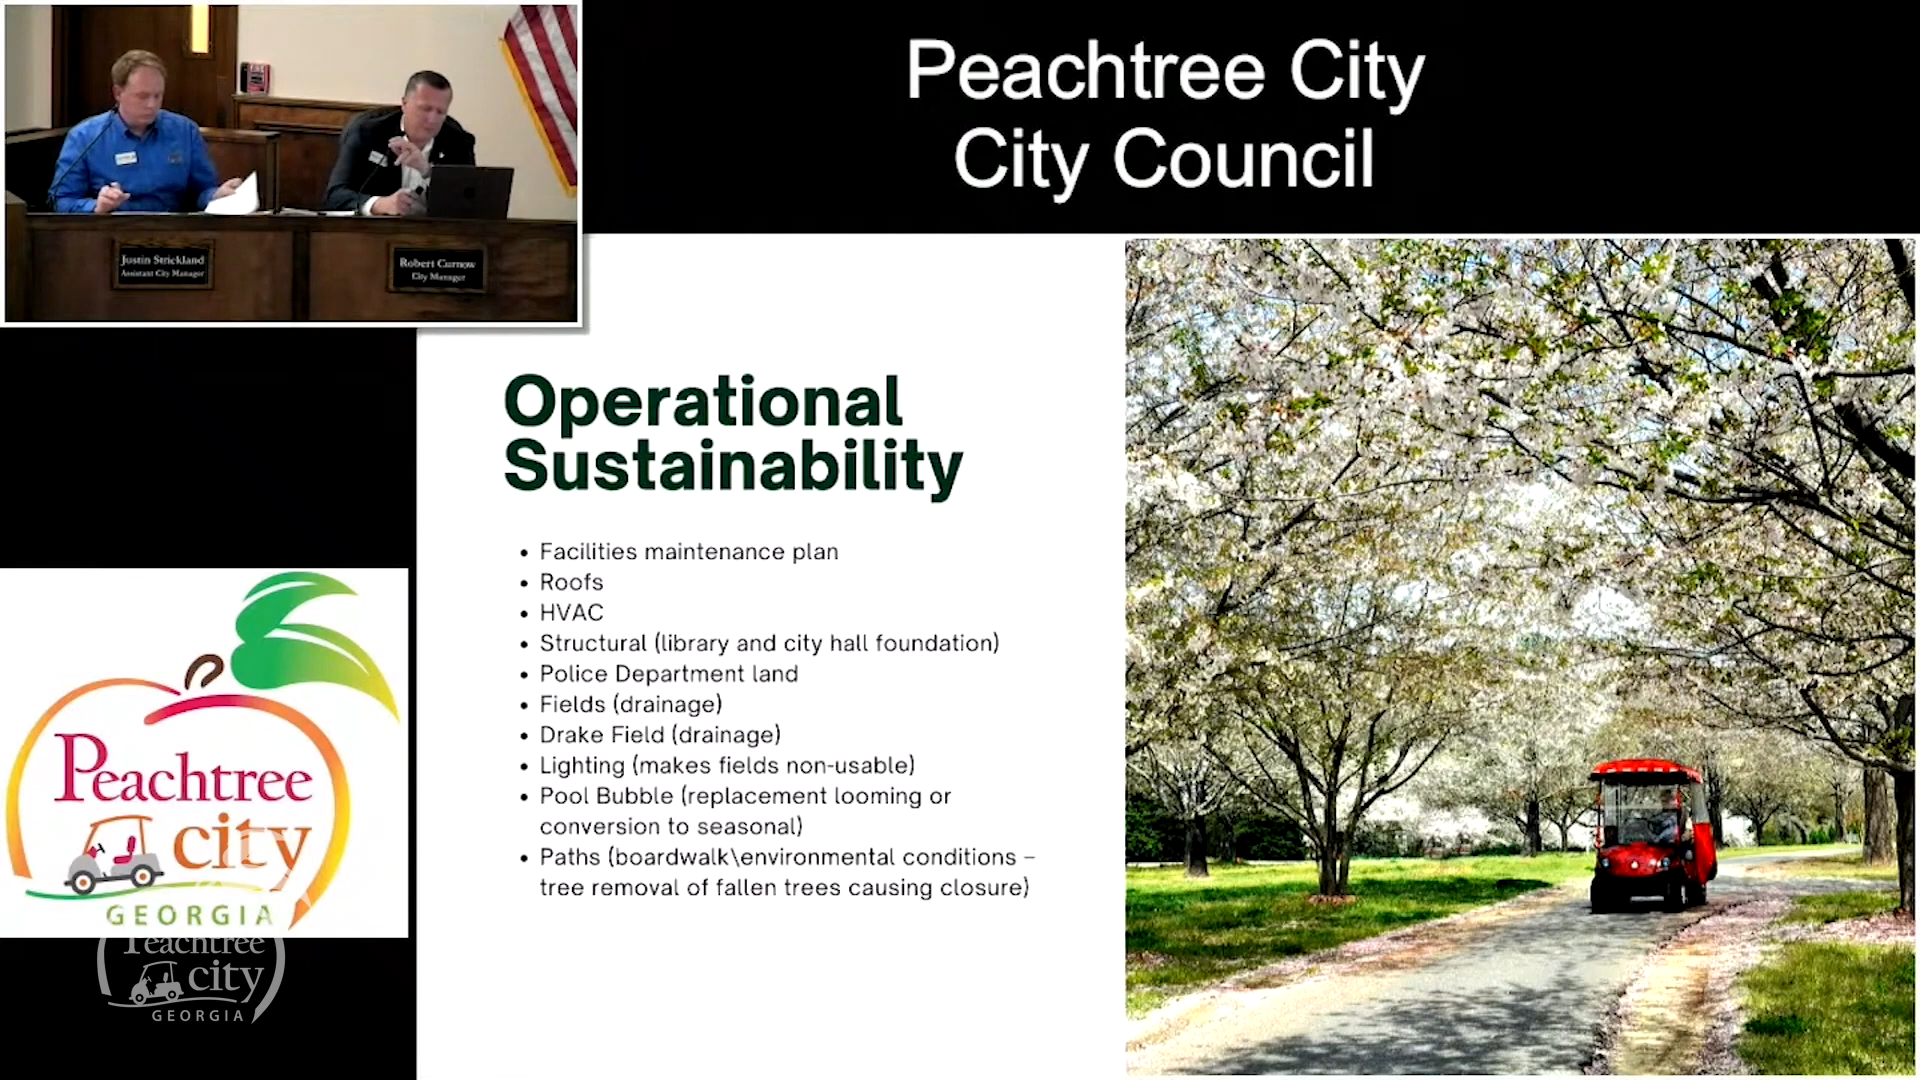 Peachtree City
City Council
Justin Strickland
Assistant City Manager
Robert Curnow
City Manager
Operational
Sustainability
• Facilities maintenance plan
• Roofs
• HVAC
• Structural (library and city hall foundation)
• Police Department land
• Fields (drainage)
• Drake Field (drainage)
• Lighting (makes fields non-usable)
• Pool Bubble (replacement looming or
conversion to seasonal)
• Paths (boardwalk\environmental conditions –
tree removal of fallen trees causing closure)
Peachtree
city
GEORGIA
Peachtree
city
GEORGIA